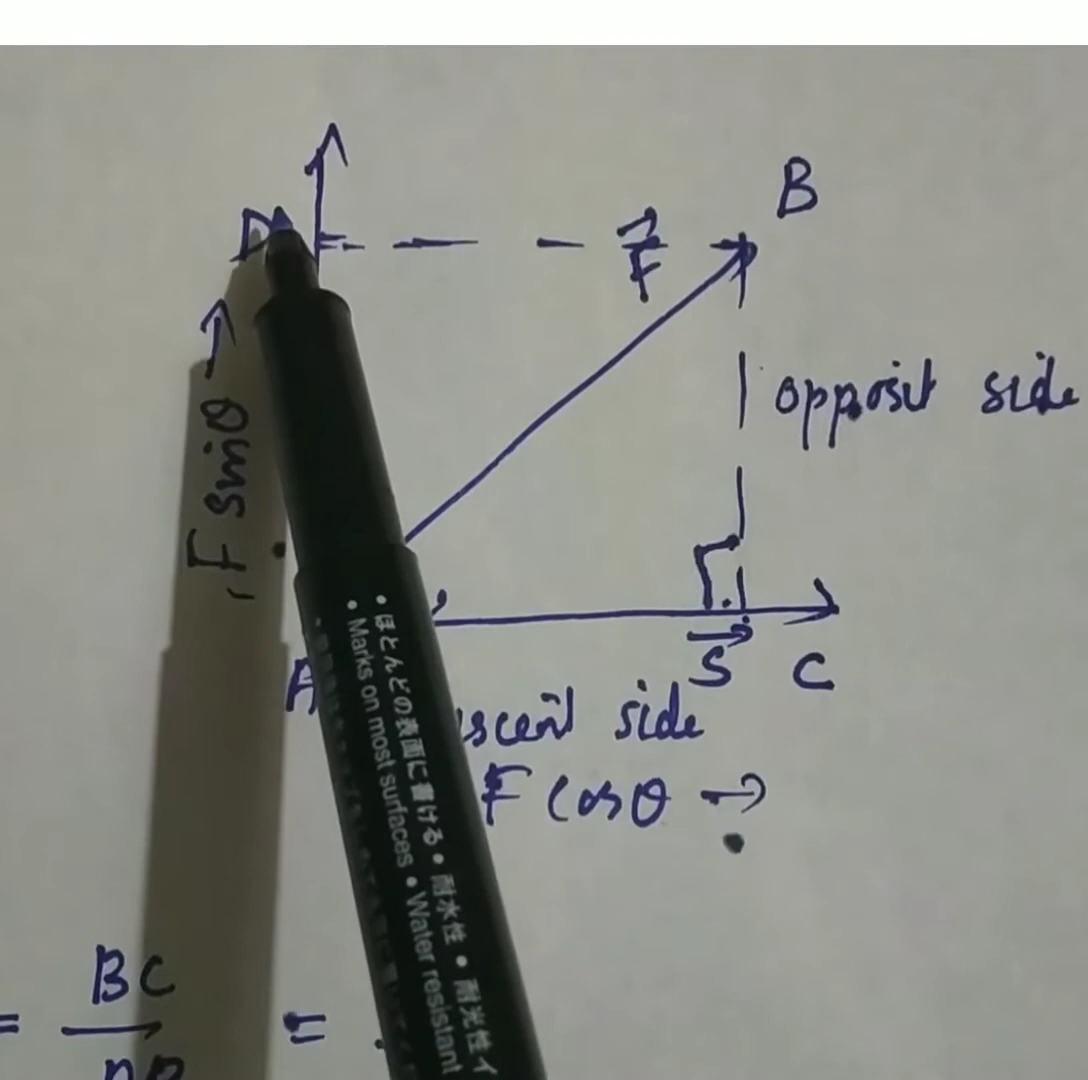 B
D
F
opposit side
F sinθ
S C
A
side
F cosθ →
• ほとんどの表面に書ける • 耐水性 • 耐光性イ
• Marks on most surfaces • Water resistant
= BC =